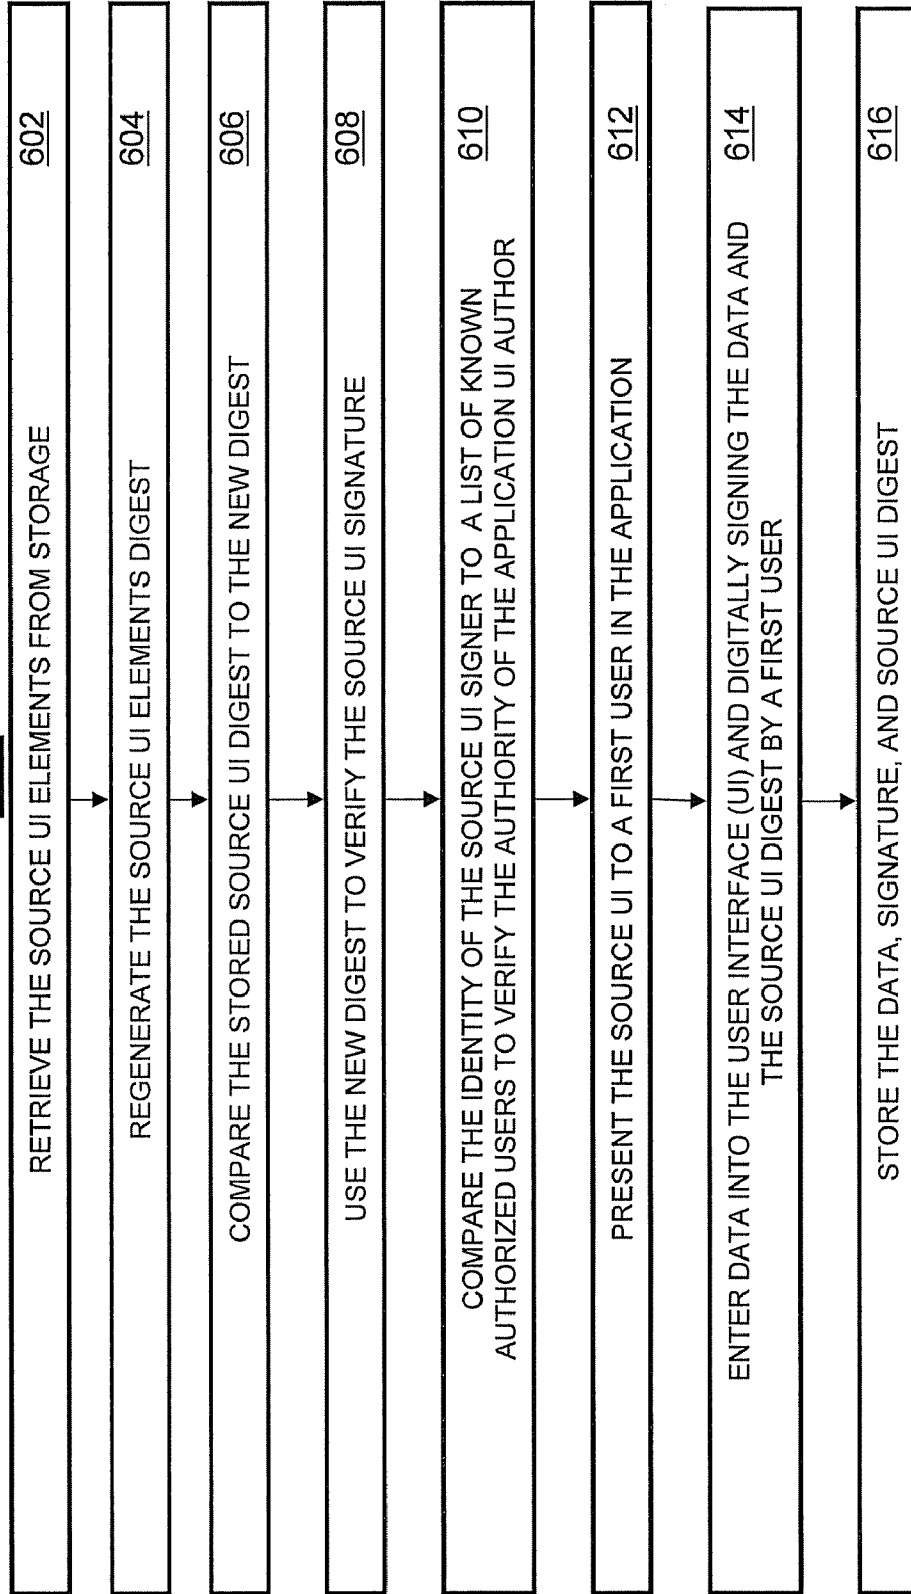 RETRIEVE THE SOURCE UI ELEMENTS FROM STORAGE 602
REGENERATE THE SOURCE UI ELEMENTS DIGEST 604
COMPARE THE STORED SOURCE UI DIGEST TO THE NEW DIGEST 606
USE THE NEW DIGEST TO VERIFY THE SOURCE UI SIGNATURE 608
COMPARE THE IDENTITY OF THE SOURCE UI SIGNER TO A LIST OF KNOWN 610
AUTHORIZED USERS TO VERIFY THE AUTHORITY OF THE APPLICATION UI AUTHOR
PRESENT THE SOURCE UI TO A FIRST USER IN THE APPLICATION 612
ENTER DATA INTO THE USER INTERFACE (UI) AND DIGITALLY SIGNING THE DATA AND 614
THE SOURCE UI DIGEST BY A FIRST USER
STORE THE DATA, SIGNATURE, AND SOURCE UI DIGEST 616